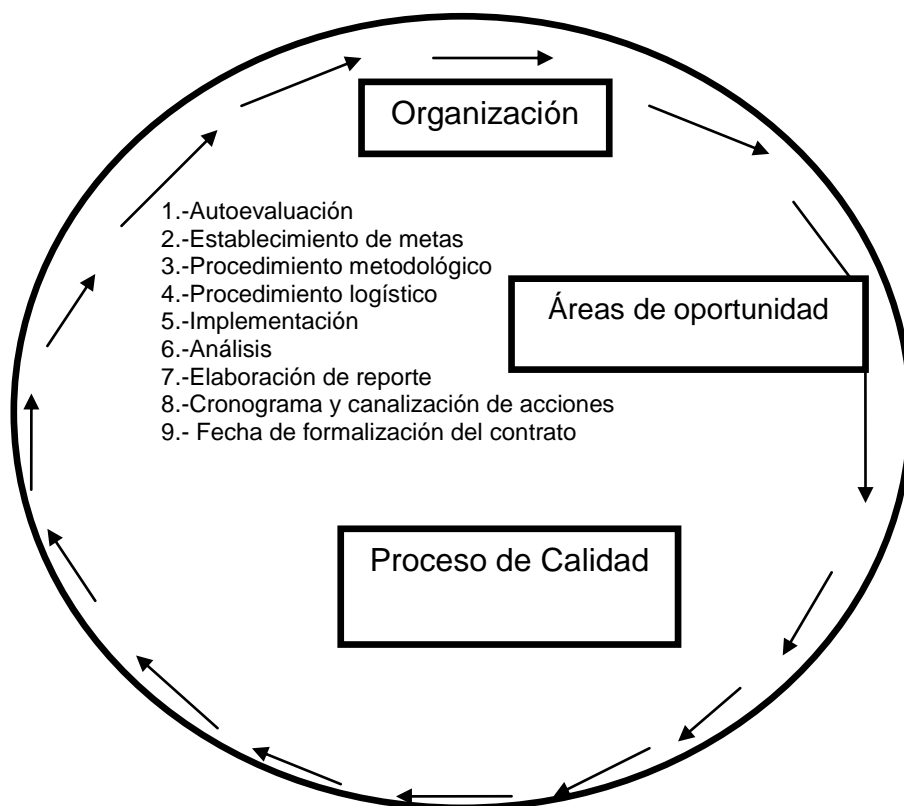 Organización
1.-Autoevaluación
2.-Establecimiento de metas
3.-Procedimiento metodológico
4.-Procedimiento logístico
5.-Implementación
6.-Análisis
7.-Elaboración de reporte
8.-Cronograma y canalización de acciones
9.- Fecha de formalización del contrato
Áreas de oportunidad
Proceso de Calidad